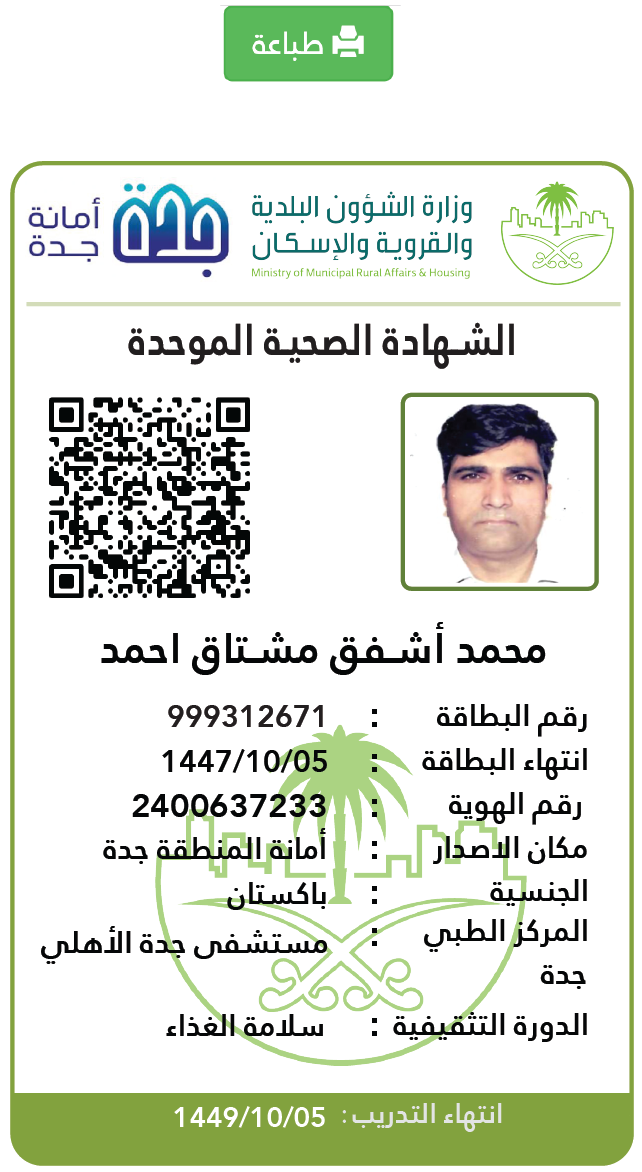 طباعة
وزارة الشؤون البلدية
والقروية والإسكان
Ministry of Municipal Rural Affairs & Housing
جدة
أمانة
جدة
الشهادة الصحية الموحدة
محمد أشفق مشتاق احمد
رقم البطاقة : 999312671
انتهاء البطاقة : 1447/10/05
رقم الهوية : 2400637233
مكان الاصدار : أمانة المنطقة جدة
الجنسية : باكستان
المركز الطبي : مستشفى جدة الأهلي
جدة
الدورة التثقيفية : سلامة الغذاء
انتهاء التدريب : 1449/10/05